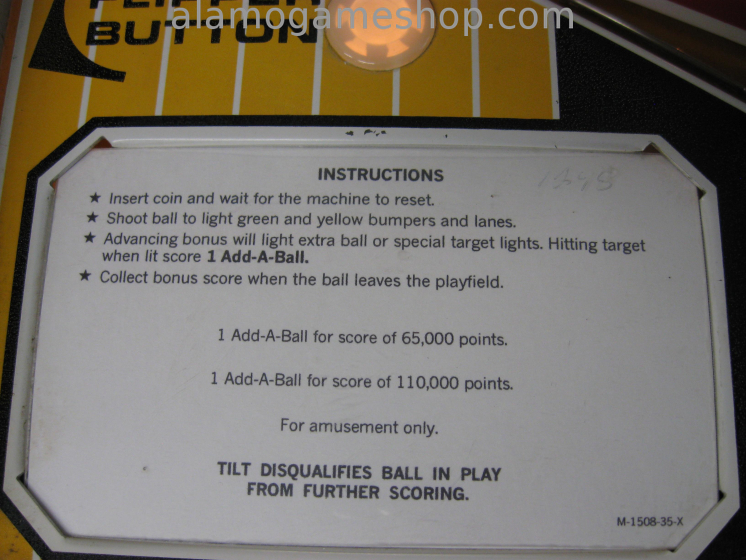 alamogameshop.com
FLIPPER
BUTTON
INSTRUCTIONS
★ Insert coin and wait for the machine to reset.
★ Shoot ball to light green and yellow bumpers and lanes.
★ Advancing bonus will light extra ball or special target lights. Hitting target
when lit score 1 Add-A-Ball.
★ Collect bonus score when the ball leaves the playfield.
1 Add-A-Ball for score of 65,000 points.
1 Add-A-Ball for score of 110,000 points.
For amusement only.
TILT DISQUALIFIES BALL IN PLAY
FROM FURTHER SCORING.
M-1508-35-X